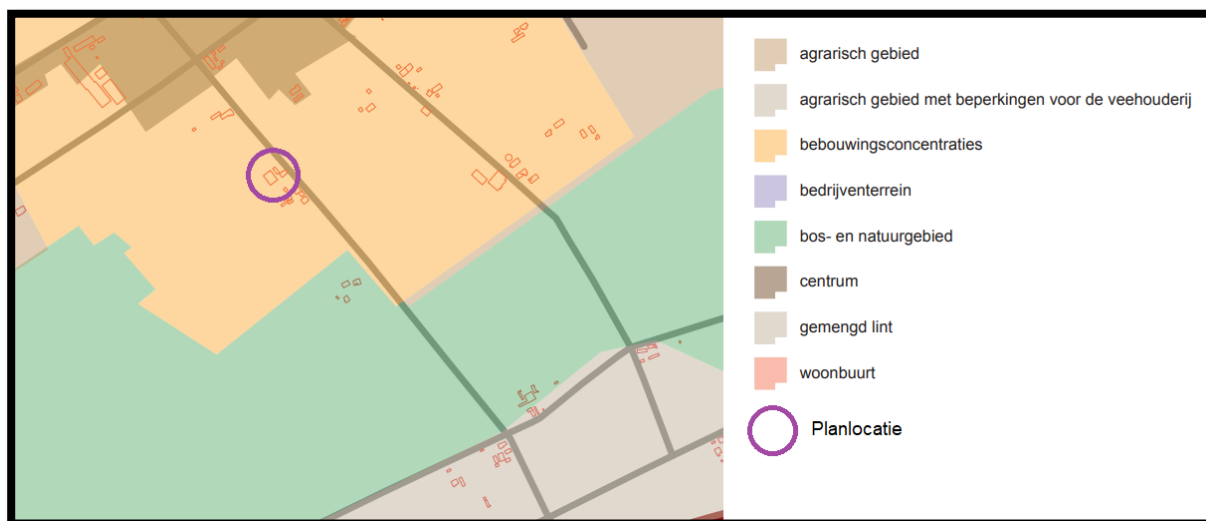 agrarisch gebied
agrarisch gebied met beperkingen voor de veehouderij
bebouwingsconcentraties
bedrijventerrein
bos- en natuurgebied
centrum
gemengd lint
woonbuurt
Planlocatie